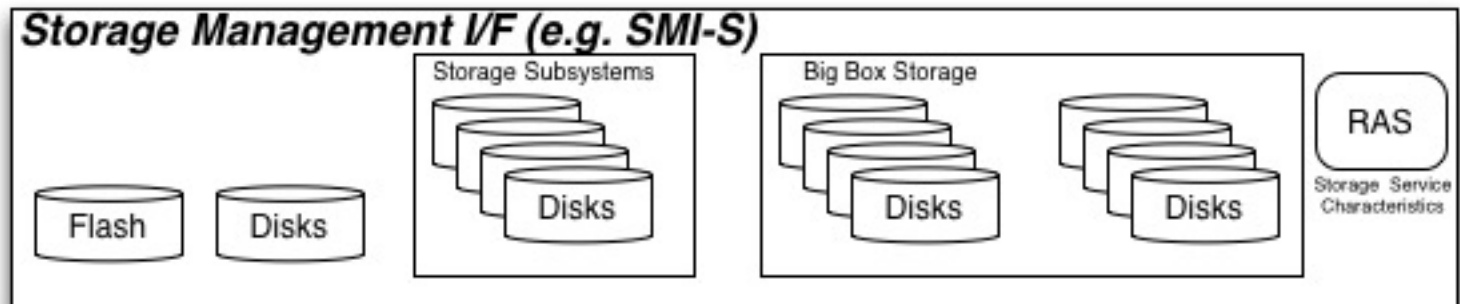 Storage Management I/F (e.g. SMI-S)
Storage Subsystems
Big Box Storage
RAS
Storage Service
Characteristics
Flash
Disks
Disks
Disks
Disks